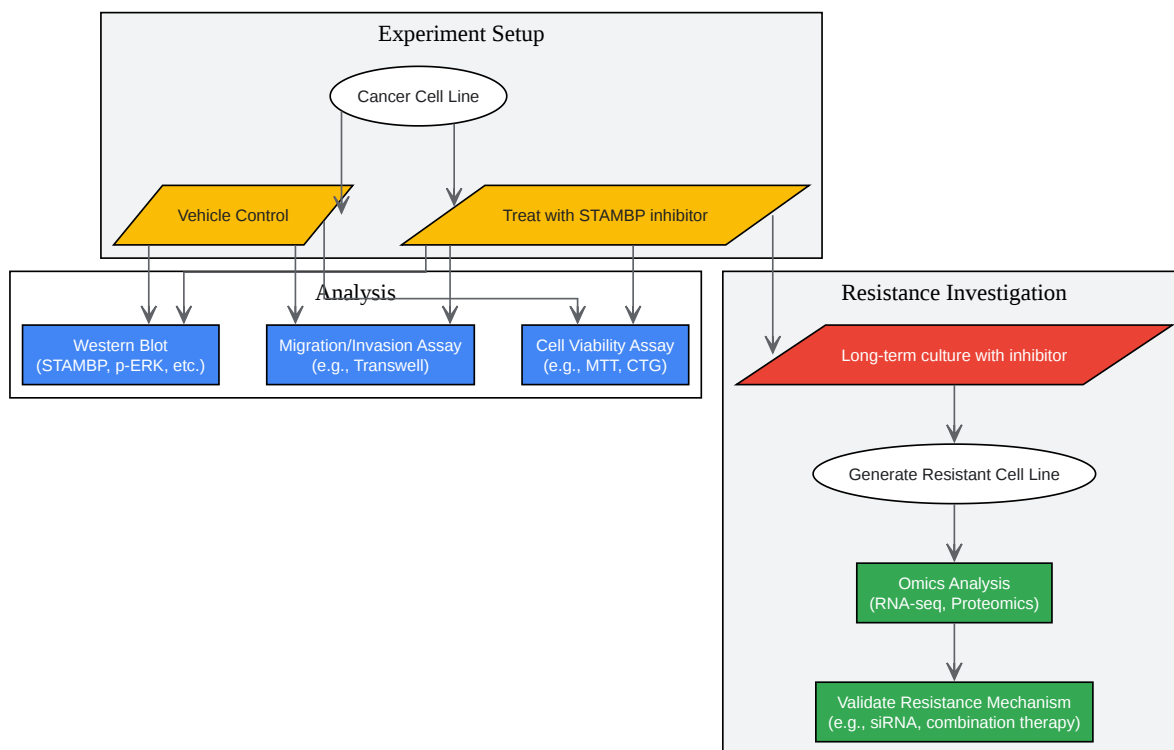 Experiment Setup
Cancer Cell Line
Vehicle Control
Treat with STAMBP inhibitor
Analysis
Western Blot
(STAMBP, p-ERK, etc.)
Migration/Invasion Assay
(e.g., Transwell)
Cell Viability Assay
(e.g., MTT, CTG)
Resistance Investigation
Long-term culture with inhibitor
Generate Resistant Cell Line
Omics Analysis
(RNA-seq, Proteomics)
Validate Resistance Mechanism
(e.g., siRNA, combination therapy)